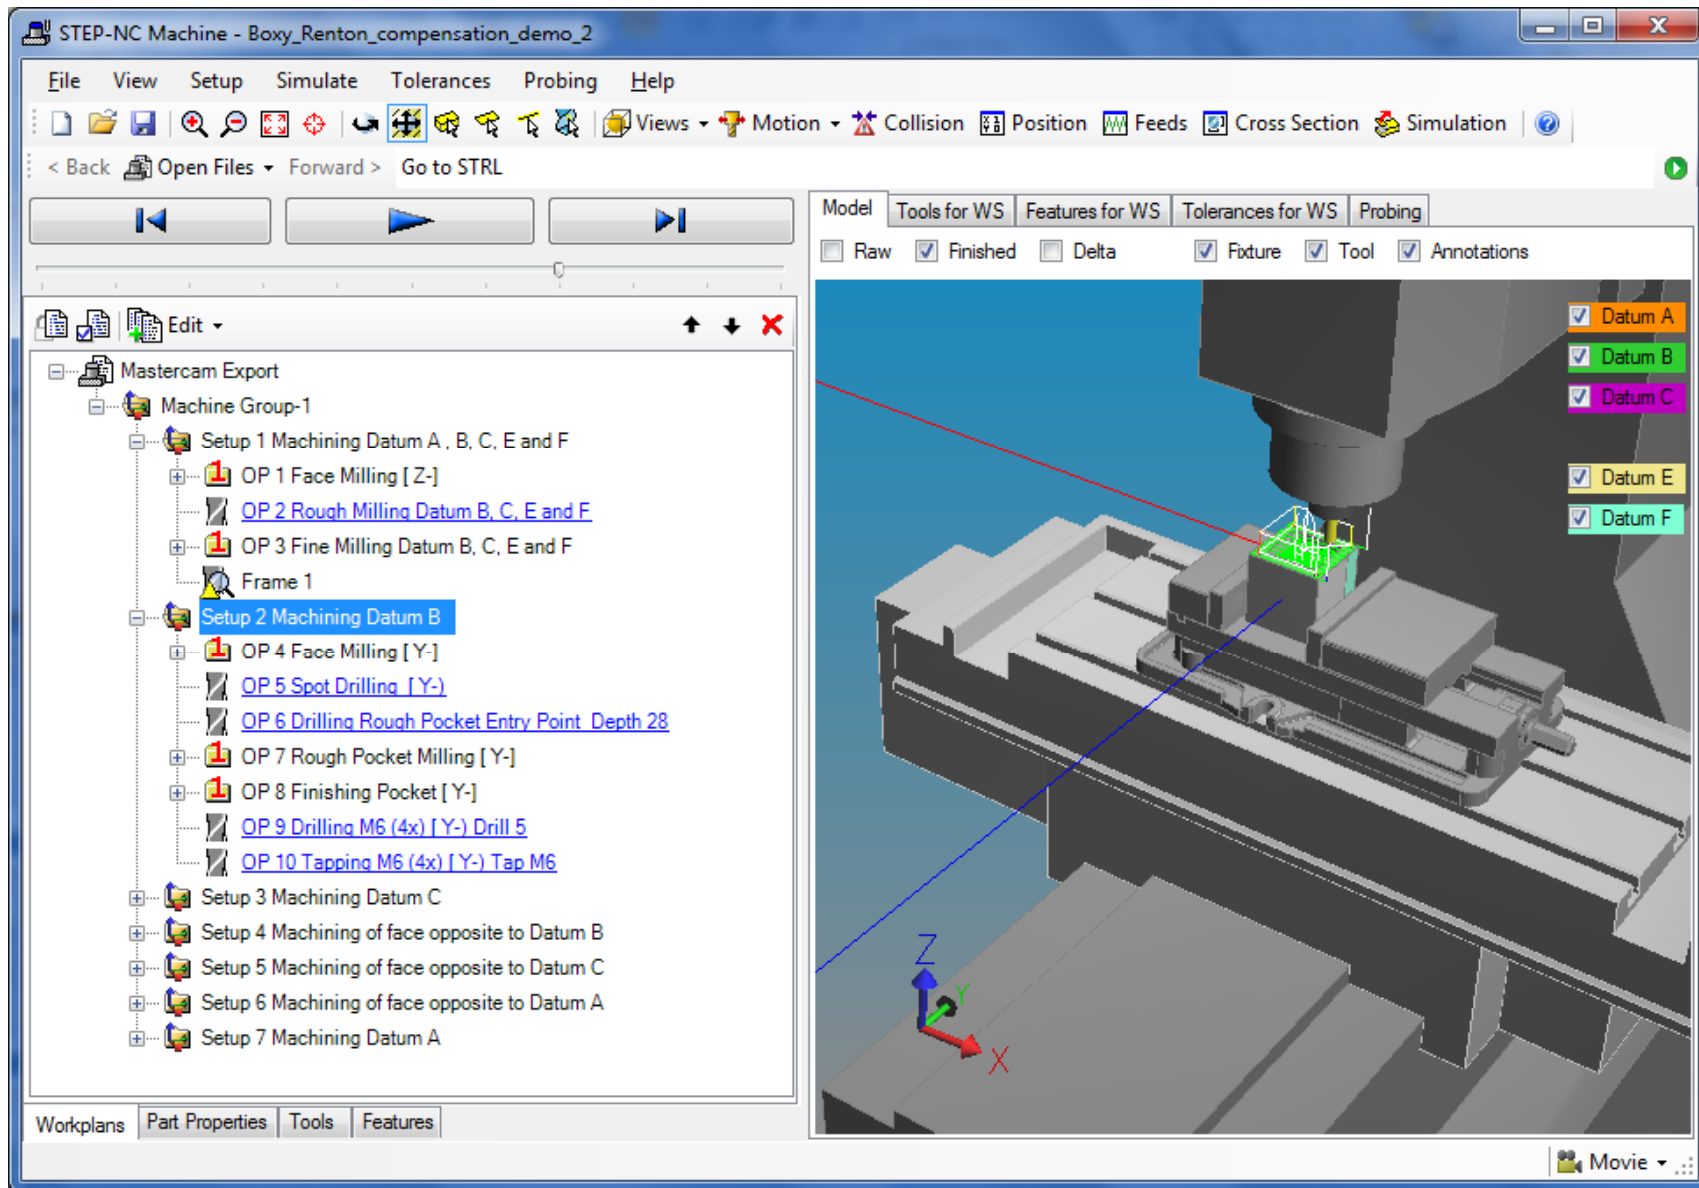 STEP-NC Machine - Boxy_Renton_compensation_demo_2
File View Setup Simulate Tolerances Probing Help
Views Motion Collision Position Feeds Cross Section Simulation
< Back Open Files Forward > Go to STRL
Model Tools for WS Features for WS Tolerances for WS Probing
Raw Finished Delta Fixture Tool Annotations
Edit
Mastercam Export
Machine Group-1
Setup 1 Machining Datum A , B, C, E and F
OP 1 Face Milling [ Z-]
OP 2 Rough Milling Datum B, C, E and F
OP 3 Fine Milling Datum B, C, E and F
Frame 1
Setup 2 Machining Datum B
OP 4 Face Milling [ Y-]
OP 5 Spot Drilling [ Y-)
OP 6 Drilling Rough Pocket Entry Point Depth 28
OP 7 Rough Pocket Milling [ Y-]
OP 8 Finishing Pocket [ Y-]
OP 9 Drilling M6 (4x) [ Y-) Drill 5
OP 10 Tapping M6 (4x) [ Y-) Tap M6
Setup 3 Machining Datum C
Setup 4 Machining of face opposite to Datum B
Setup 5 Machining of face opposite to Datum C
Setup 6 Machining of face opposite to Datum A
Setup 7 Machining Datum A
Datum A
Datum B
Datum C
Datum E
Datum F
Z
Y
X
Workplans Part Properties Tools Features
Movie